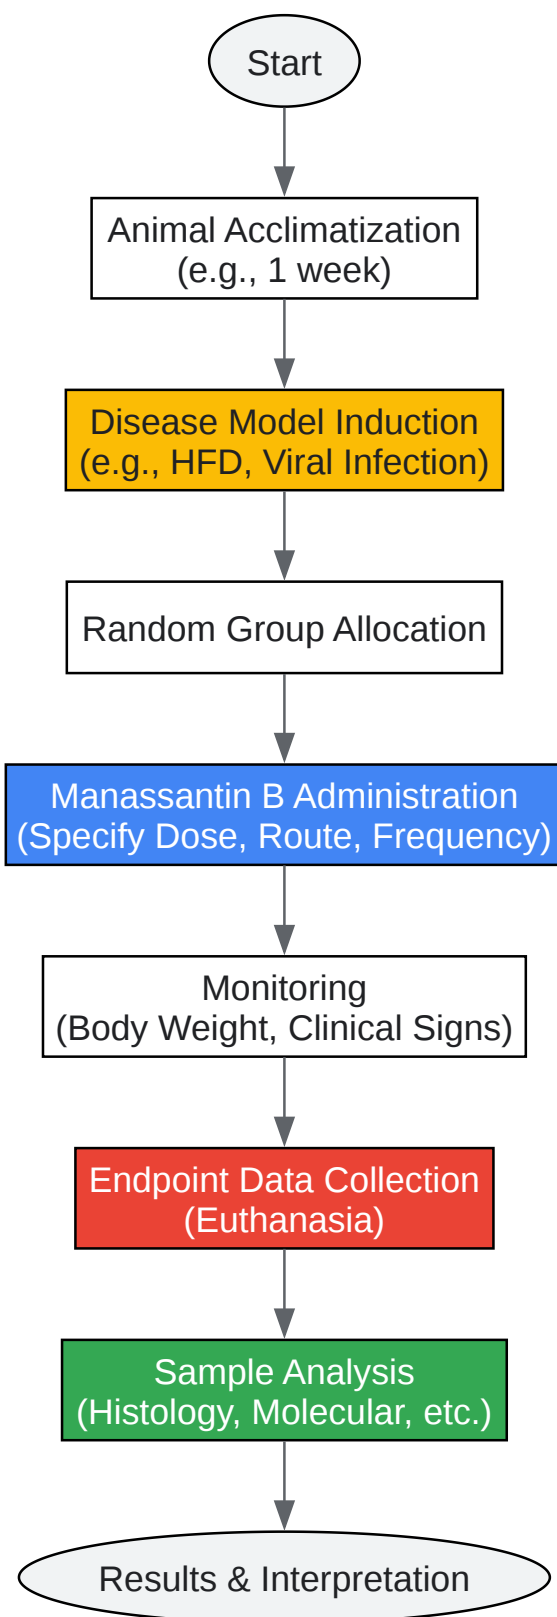 Start
Animal Acclimatization
(e.g., 1 week)
Disease Model Induction
(e.g., HFD, Viral Infection)
Random Group Allocation
Manassantin B Administration
(Specify Dose, Route, Frequency)
Monitoring
(Body Weight, Clinical Signs)
Endpoint Data Collection
(Euthanasia)
Sample Analysis
(Histology, Molecular, etc.)
Results & Interpretation